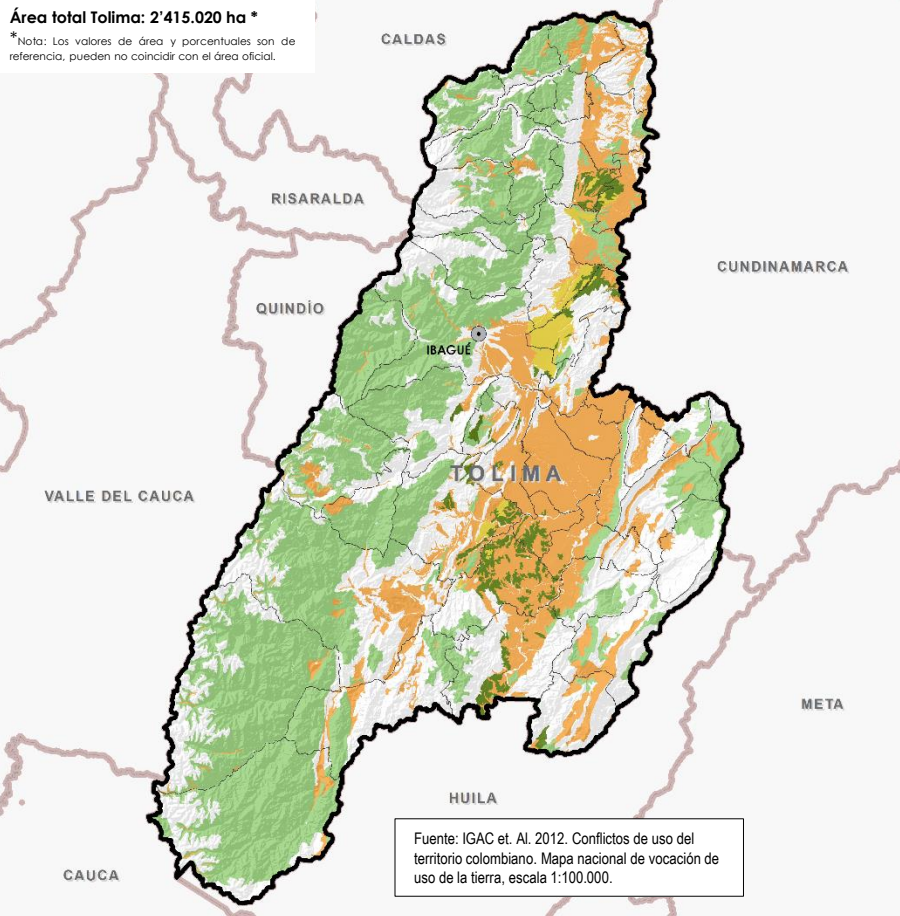 Área total Tolima: 2’415.020 ha *
*Nota: Los valores de área y porcentuales son de
referencia, pueden no coincidir con el área oficial.
CALDAS
RISARALDA
CUNDINAMARCA
QUINDÍO
IBAGUÉ
TOLIMA
VALLE DEL CAUCA
META
HUILA
Fuente: IGAC et. Al. 2012. Conflictos de uso del
territorio colombiano. Mapa nacional de vocación de
uso de la tierra, escala 1:100.000.
CAUCA